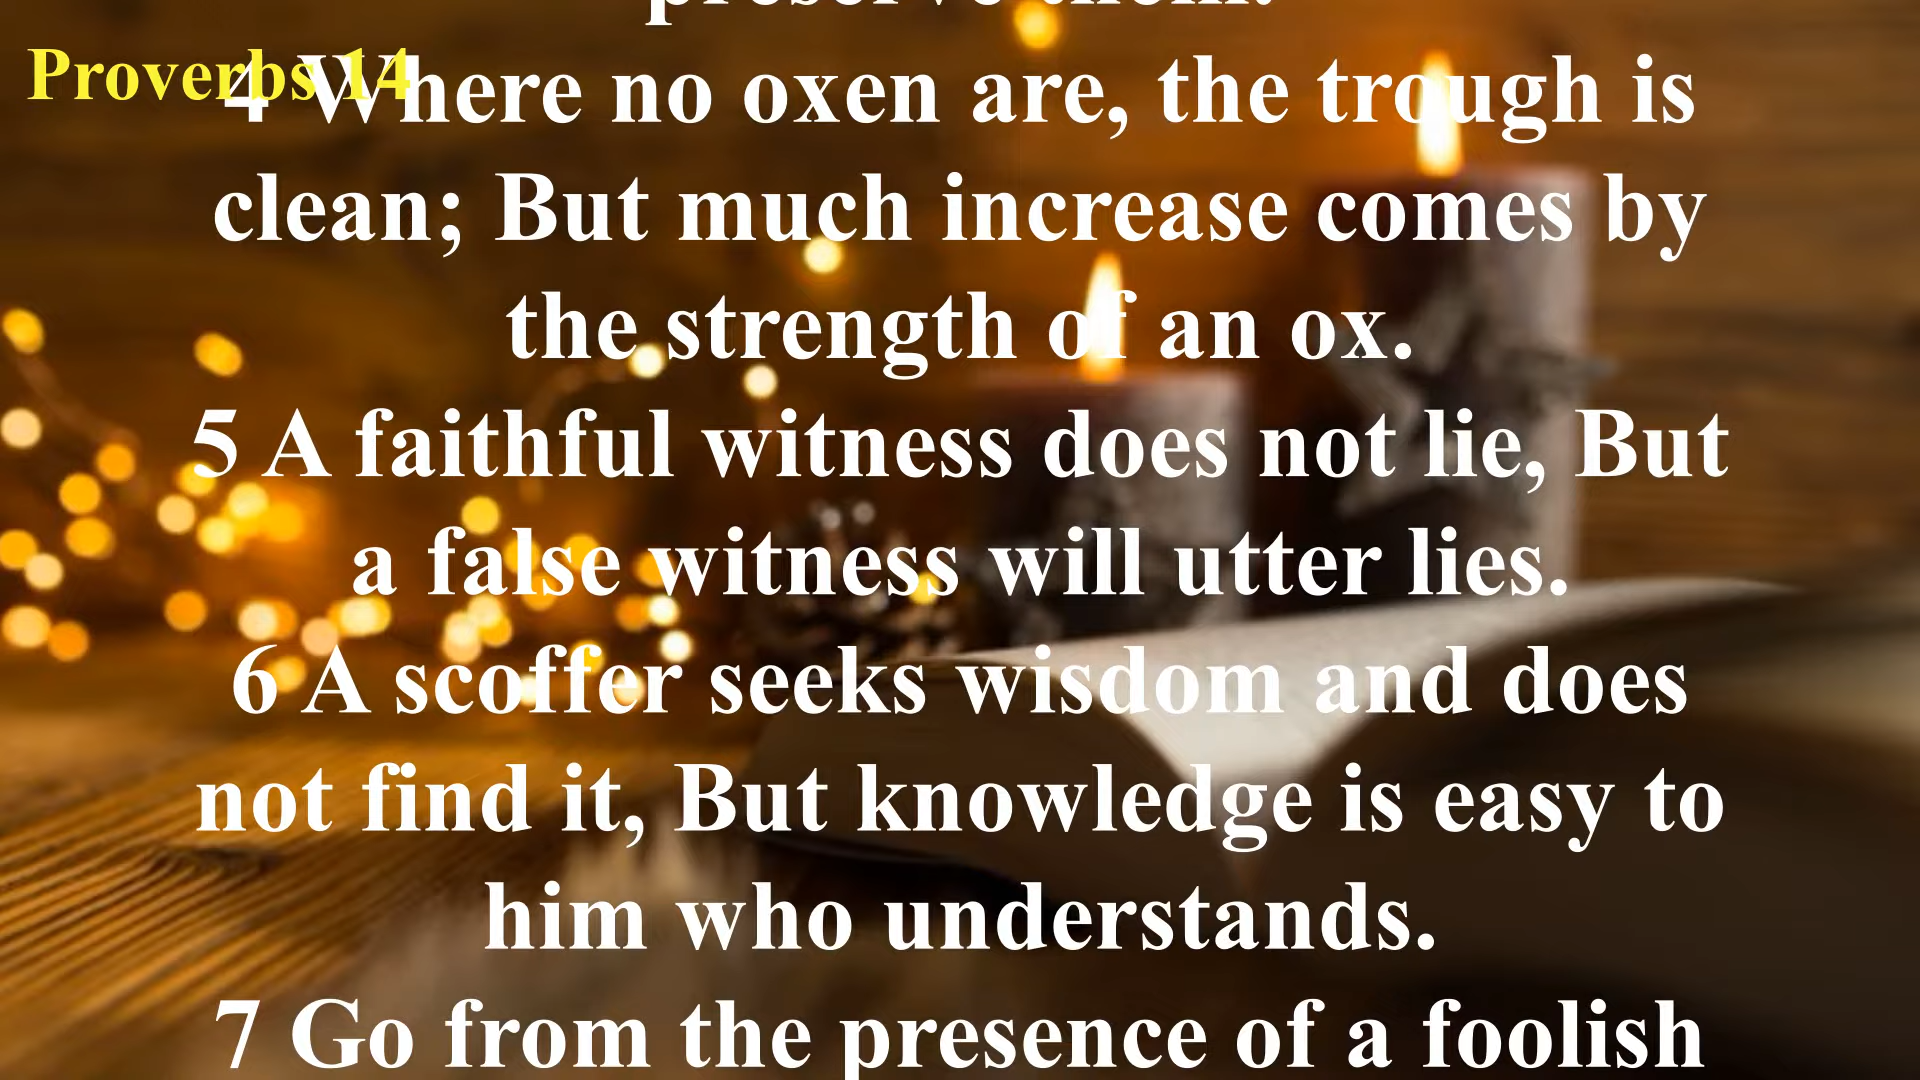 preserve them.
Proverbs 14
4 Where no oxen are, the trough is
clean; But much increase comes by
the strength of an ox.
5 A faithful witness does not lie, But
a false witness will utter lies.
6 A scoffer seeks wisdom and does
not find it, But knowledge is easy to
him who understands.
7 Go from the presence of a foolish